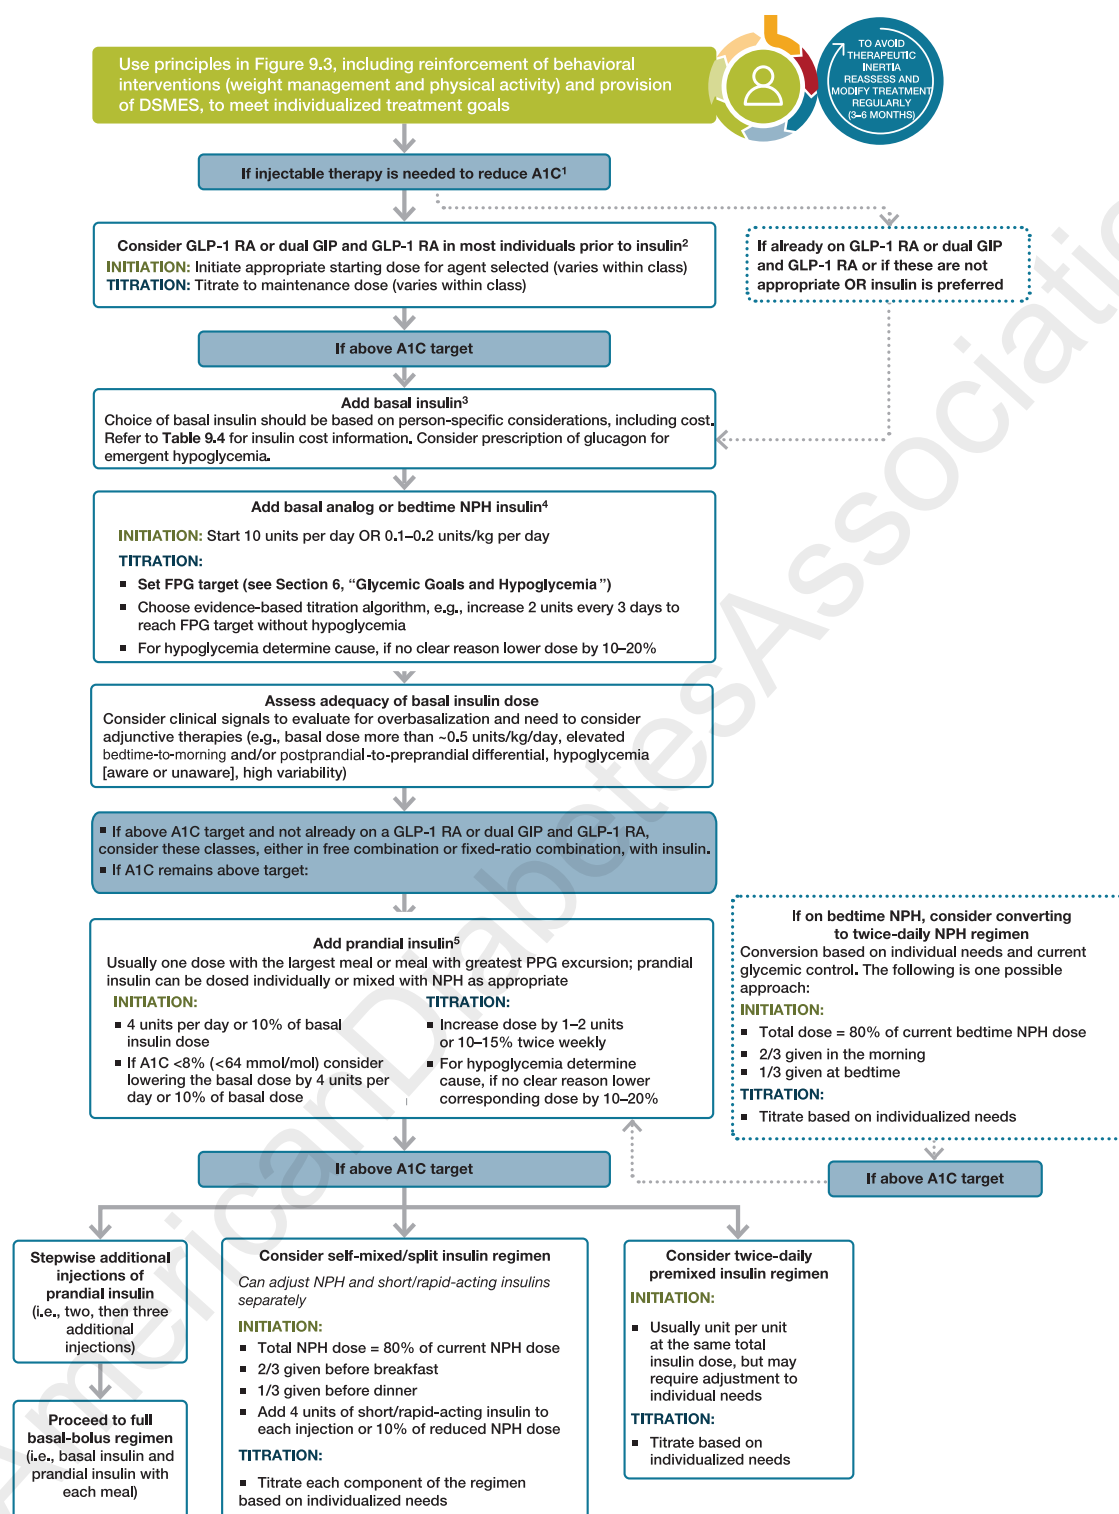 Use principles in Figure 9.3, including reinforcement of behavioral
interventions (weight management and physical activity) and provision
of DSMES, to meet individualized treatment goals
TO AVOID
THERAPEUTIC
INERTIA
REASSESS AND
MODIFY TREATMENT
REGULARLY
(3–6 MONTHS)
If injectable therapy is needed to reduce A1C¹
Consider GLP-1 RA or dual GIP and GLP-1 RA in most individuals prior to insulin²
INITIATION: Initiate appropriate starting dose for agent selected (varies within class)
TITRATION: Titrate to maintenance dose (varies within class)
If already on GLP-1 RA or dual GIP
and GLP-1 RA or if these are not
appropriate OR insulin is preferred
If above A1C target
Add basal insulin³
Choice of basal insulin should be based on person-specific considerations, including cost.
Refer to Table 9.4 for insulin cost information. Consider prescription of glucagon for
emergent hypoglycemia.
Add basal analog or bedtime NPH insulin⁴
INITIATION: Start 10 units per day OR 0.1–0.2 units/kg per day
TITRATION:
▪ Set FPG target (see Section 6, “Glycemic Goals and Hypoglycemia”)
▪ Choose evidence-based titration algorithm, e.g., increase 2 units every 3 days to
reach FPG target without hypoglycemia
▪ For hypoglycemia determine cause, if no clear reason lower dose by 10–20%
Assess adequacy of basal insulin dose
Consider clinical signals to evaluate for overbasalization and need to consider
adjunctive therapies (e.g., basal dose more than ~0.5 units/kg/day, elevated
bedtime-to-morning and/or postprandial-to-preprandial differential, hypoglycemia
[aware or unaware], high variability)
▪ If above A1C target and not already on a GLP-1 RA or dual GIP and GLP-1 RA,
consider these classes, either in free combination or fixed-ratio combination, with insulin.
▪ If A1C remains above target:
Add prandial insulin⁵
Usually one dose with the largest meal or meal with greatest PPG excursion; prandial
insulin can be dosed individually or mixed with NPH as appropriate
INITIATION:
▪ 4 units per day or 10% of basal
insulin dose
▪ If A1C <8% (<64 mmol/mol) consider
lowering the basal dose by 4 units per
day or 10% of basal dose
TITRATION:
▪ Increase dose by 1–2 units
or 10–15% twice weekly
▪ For hypoglycemia determine
cause, if no clear reason lower
corresponding dose by 10–20%
If on bedtime NPH, consider converting
to twice-daily NPH regimen
Conversion based on individual needs and current
glycemic control. The following is one possible
approach:
INITIATION:
▪ Total dose = 80% of current bedtime NPH dose
▪ 2/3 given in the morning
▪ 1/3 given at bedtime
TITRATION:
▪ Titrate based on individualized needs
If above A1C target
If above A1C target
Stepwise additional
injections of
prandial insulin
(i.e., two, then three
additional
injections)
Proceed to full
basal-bolus regimen
(i.e., basal insulin and
prandial insulin with
each meal)
Consider self-mixed/split insulin regimen
Can adjust NPH and short/rapid-acting insulins
separately
INITIATION:
▪ Total NPH dose = 80% of current NPH dose
▪ 2/3 given before breakfast
▪ 1/3 given before dinner
▪ Add 4 units of short/rapid-acting insulin to
each injection or 10% of reduced NPH dose
TITRATION:
▪ Titrate each component of the regimen
based on individualized needs
Consider twice-daily
premixed insulin regimen
INITIATION:
▪ Usually unit per unit
at the same total
insulin dose, but may
require adjustment to
individual needs
TITRATION:
▪ Titrate based on
individualized needs
American Diabetes Associatio